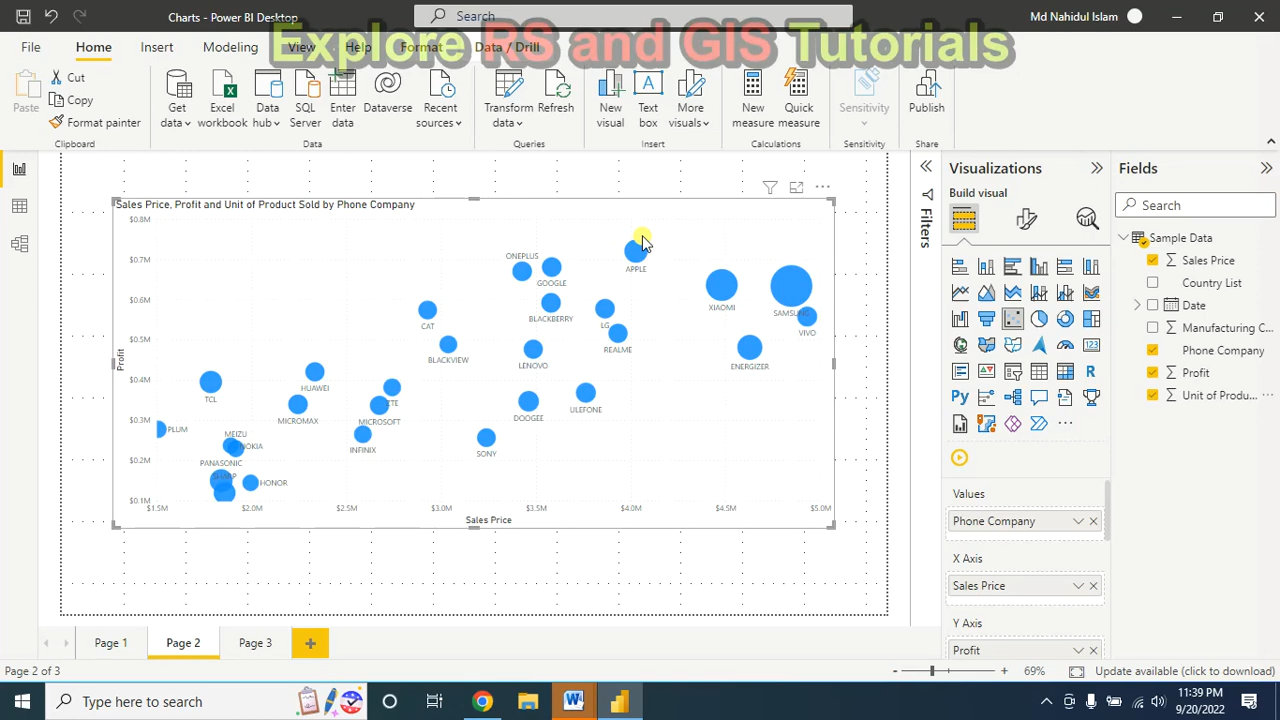 Charts - Power BI Desktop
Search
Md Nahidul Islam
Explore RS and GIS Tutorials
File
Home
Insert
Modeling
View
Help
Format
Data / Drill
Paste
Cut
Copy
Format painter
Get data
Excel workbook
Data hub
SQL Server
Enter data
Dataverse
Recent sources
Transform data
Refresh
New visual
Text box
More visuals
New measure
Quick measure
Sensitivity
Publish
Clipboard
Data
Queries
Insert
Calculations
Sensitivity
Share
Sales Price, Profit and Unit of Product Sold by Phone Company
$0.8M
$0.7M
$0.6M
$0.5M
$0.4M
$0.3M
$0.2M
$0.1M
Profit
ONEPLUS
GOOGLE
APPLE
XIAOMI
SAMSUNG
VIVO
BLACKBERRY
LG
CAT
REALME
BLACKVIEW
LENOVO
ENERGIZER
HUAWEI
TCL
ZTE
MICROMAX
MICROSOFT
DOOGEE
ULEFONE
PLUM
MEIZU
NOKIA
INFINIX
SONY
PANASONIC
SHARP
HONOR
$1.5M
$2.0M
$2.5M
$3.0M
$3.5M
$4.0M
$4.5M
$5.0M
Sales Price
Filters
Visualizations
Build visual
R
Py
123
Values
Phone Company
X Axis
Sales Price
Y Axis
Profit
Fields
Search
Sample Data
Sales Price
Country List
Date
Manufacturing C...
Phone Company
Profit
Unit of Produ...
Page 1
Page 2
Page 3
Page 2 of 3
69%
Update available (click to download)
Type here to search
11:39 PM
9/20/2022